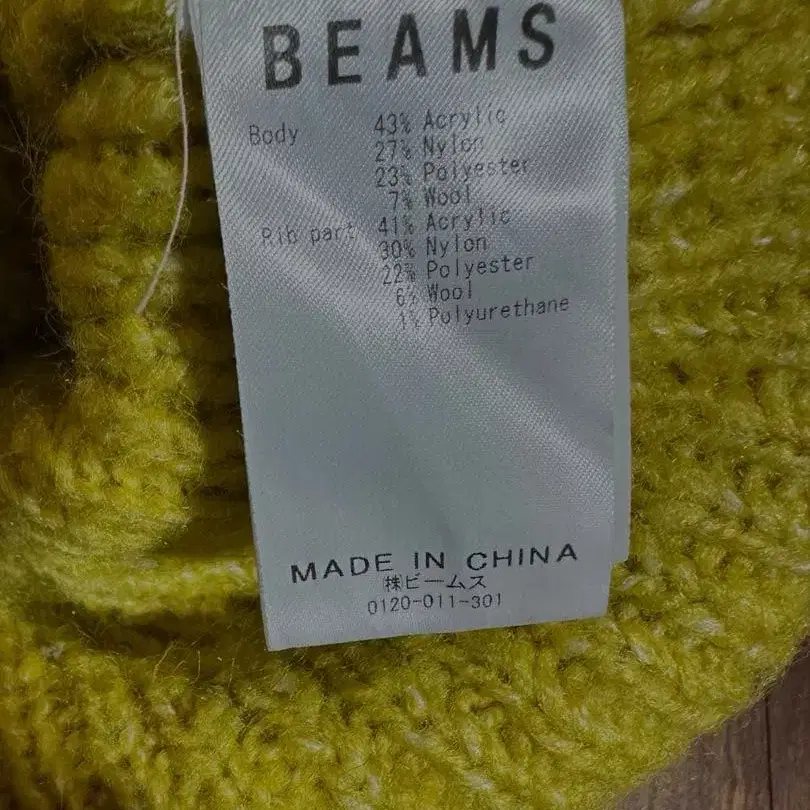 BEAMS
Body 43% Acrylic
27% Nylon
23% Polyester
7% Wool
Rib part 41% Acrylic
30% Nylon
22% Polyester
6% Wool
1% Polyurethane
MADE IN CHINA
㈱ビームス
0120-011-301